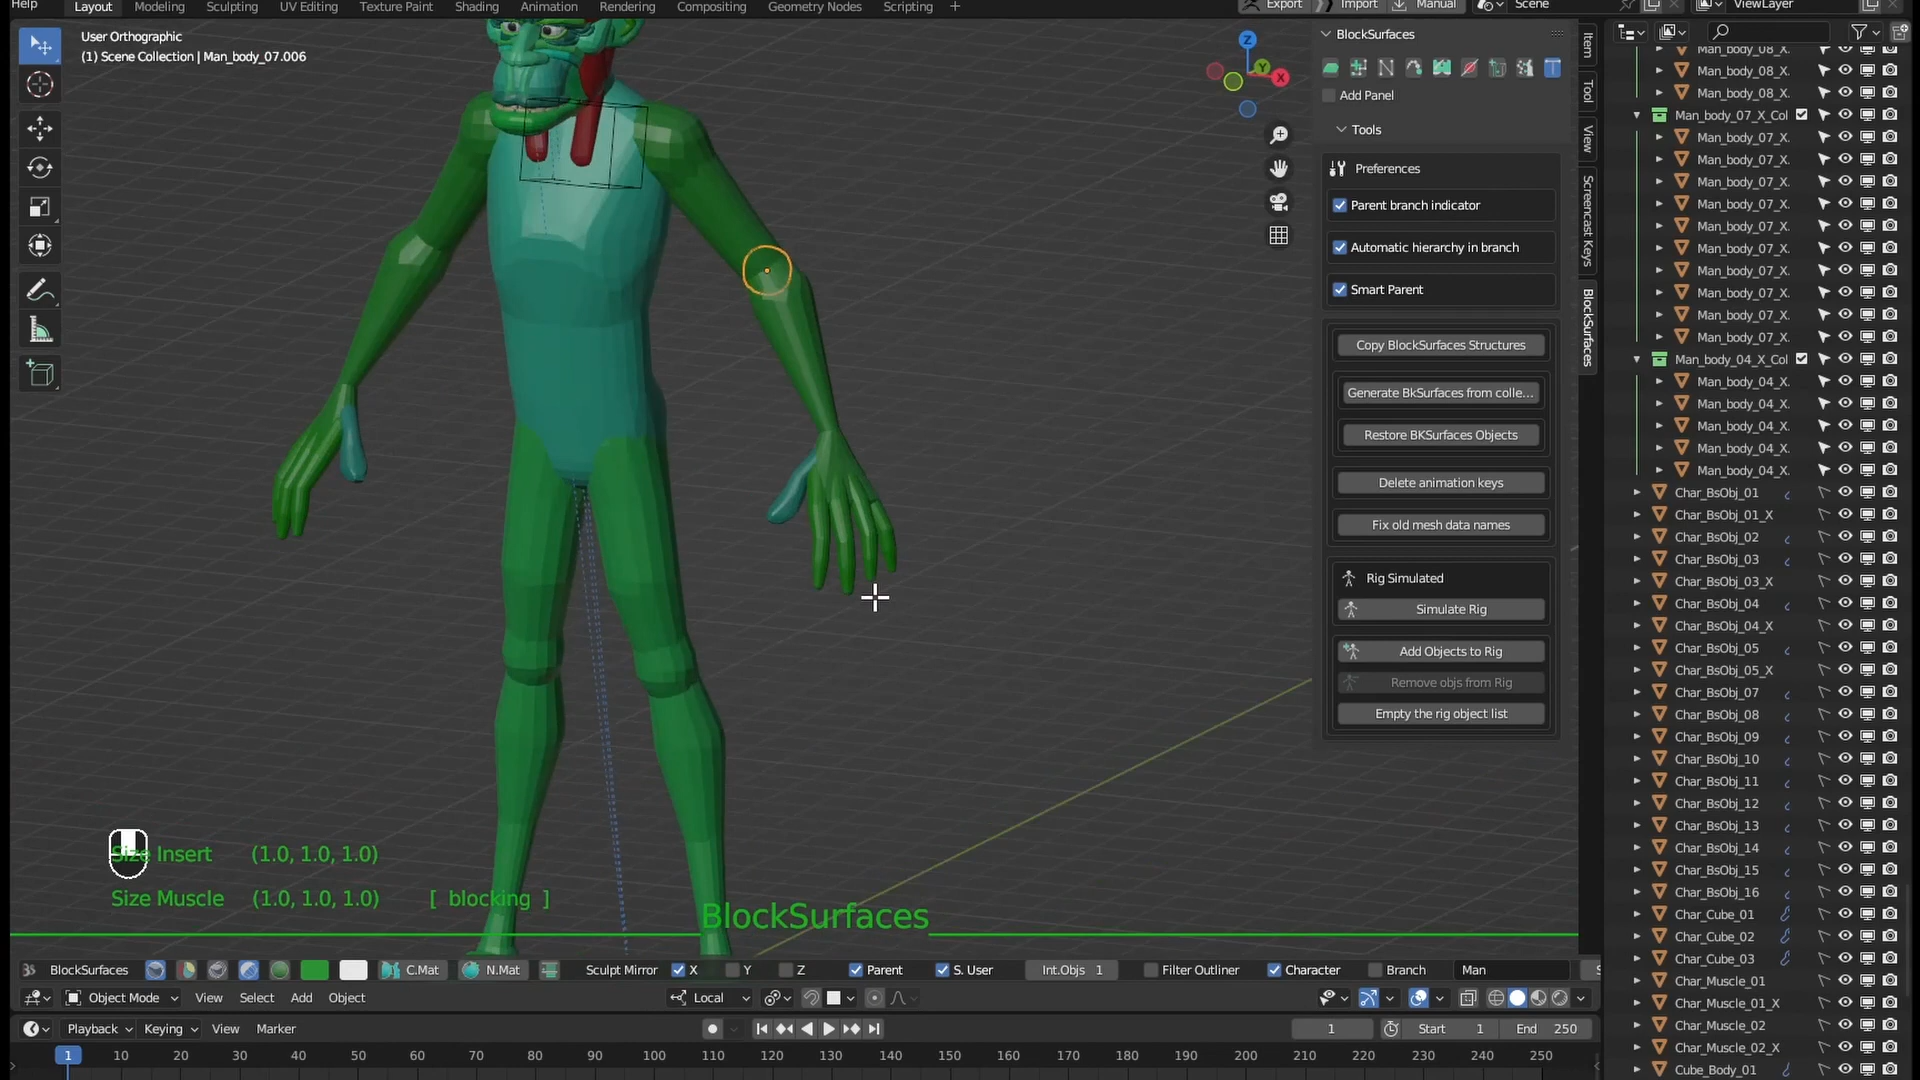 Help
Layout Modeling Sculpting UV Editing Texture Paint Shading Animation Rendering Compositing Geometry Nodes Scripting +
Export Import Manual Scene ViewLayer
User Orthographic
(1) Scene Collection | Man_body_07.006
Z
Y
X
BlockSurfaces
Add Panel
Tools
Preferences
Parent branch indicator
Automatic hierarchy in branch
Smart Parent
Copy BlockSurfaces Structures
Generate BkSurfaces from colle...
Restore BKSurfaces Objects
Delete animation keys
Fix old mesh data names
Rig Simulated
Simulate Rig
Add Objects to Rig
Remove objs from Rig
Empty the rig object list
Item
Tool
View
Screencast Keys
BlockSurfaces
Man_body_08_X.
Man_body_08_X.
Man_body_08_X.
Man_body_07_X_Col
Man_body_07_X.
Man_body_07_X.
Man_body_07_X.
Man_body_07_X.
Man_body_07_X.
Man_body_07_X.
Man_body_07_X.
Man_body_07_X.
Man_body_07_X.
Man_body_07_X.
Man_body_04_X_Col
Man_body_04_X.
Man_body_04_X.
Man_body_04_X.
Man_body_04_X.
Man_body_04_X.
Char_BsObj_01
Char_BsObj_01_X
Char_BsObj_02
Char_BsObj_03
Char_BsObj_03_X
Char_BsObj_04
Char_BsObj_04_X
Char_BsObj_05
Char_BsObj_05_X
Char_BsObj_07
Char_BsObj_08
Char_BsObj_09
Char_BsObj_10
Char_BsObj_11
Char_BsObj_12
Char_BsObj_13
Char_BsObj_14
Char_BsObj_15
Char_BsObj_16
Char_Cube_01
Char_Cube_02
Char_Cube_03
Char_Muscle_01
Char_Muscle_01_X
Char_Muscle_02
Char_Muscle_02_X
Cube_Body_01
Size Insert (1.0, 1.0, 1.0)
Size Muscle (1.0, 1.0, 1.0) [ blocking ]
BlockSurfaces
BlockSurfaces C.Mat N.Mat Sculpt Mirror X Y Z Parent S. User Int.Objs 1 Filter Outliner Character Branch Man S
Object Mode View Select Add Object Local
Playback Keying View Marker 1 Start 1 End 250
1 10 20 30 40 50 60 70 80 90 100 110 120 130 140 150 160 170 180 190 200 210 220 230 240 250